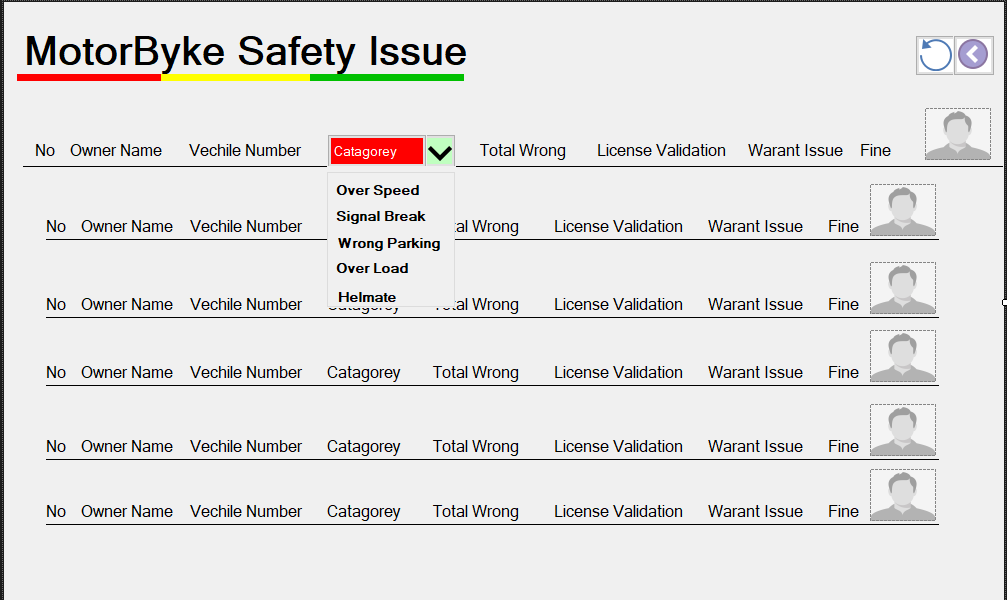 MotorByke Safety Issue
No Owner Name Vechile Number Catagorey Total Wrong License Validation Warant Issue Fine
Over Speed
Signal Break
Wrong Parking
Over Load
Helmate
No Owner Name Vechile Number tal Wrong License Validation Warant Issue Fine
No Owner Name Vechile Number Catagorey tal Wrong License Validation Warant Issue Fine
No Owner Name Vechile Number Catagorey Total Wrong License Validation Warant Issue Fine
No Owner Name Vechile Number Catagorey Total Wrong License Validation Warant Issue Fine
No Owner Name Vechile Number Catagorey Total Wrong License Validation Warant Issue Fine